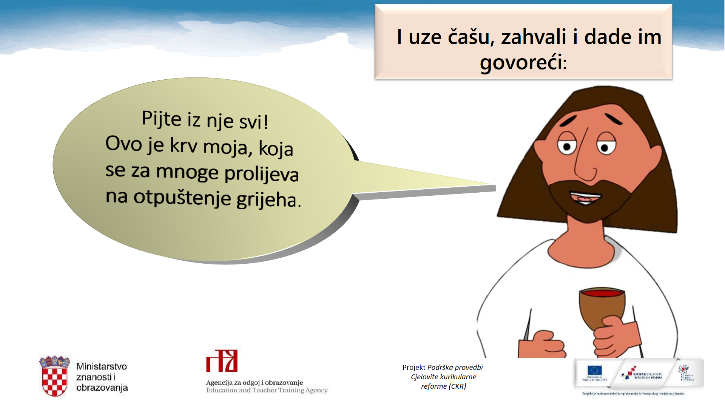 I uze čašu, zahvali i dade im
govoreći:
Pijte iz nje svi!
Ovo je krv moja, koja
se za mnoge prolijeva
na otpuštenje grijeha.
Ministarstvo
znanosti i
obrazovanja
Agencija za odgoj i obrazovanje
Education and Teacher Training Agency
Projekt Podrška provedbi
Cjelovite kurikularne
reforme (CKR)